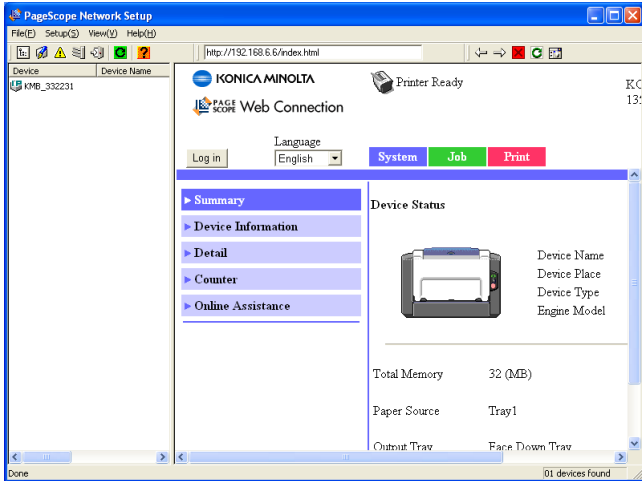 PageScope Network Setup
File(F) Setup(S) View(V) Help(H)
http://192.168.6.6/index.html
Device Device Name
KMB_332231
KONICA MINOLTA
Printer Ready
KO
13:
PAGE SCOPE Web Connection
Language
Log in English System Job Print
Summary
Device Information
Detail
Counter
Online Assistance
Device Status
Device Name
Device Place
Device Type
Engine Model
Total Memory 32 (MB)
Paper Source Tray1
Output Tray Face Down Tray
Done 01 devices found